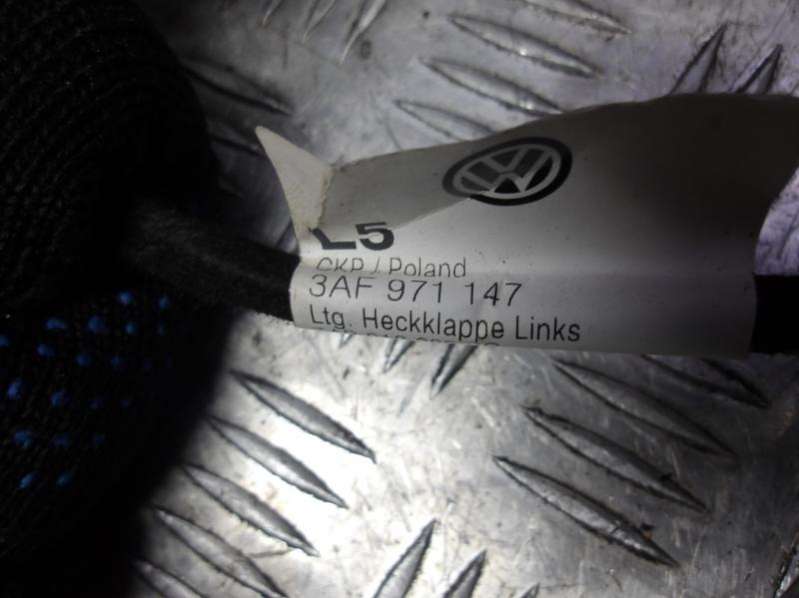 L5
CKP / Poland
3AF 971 147
Ltg. Heckklappe Links